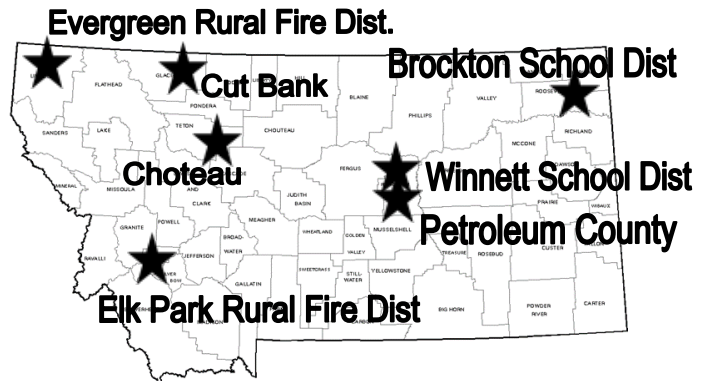 Evergreen Rural Fire Dist.
Brockton School Dist
Cut Bank
FLATHEAD
BLAINE
VALLEY
PHILLIPS
PONDERA
TETON
CHOUTEAU
RICHLAND
SANDERS
LAKE
MCCONE
FERGUS
Winnett School Dist
Choteau
MINERAL
MISSOULA
AND
CLARK
JUDITH
BASIN
PRAIRIE
WIBAUX
POWELL
MEAGHER
GRANITE
WHEATLAND
GOLDEN
VALLEY
MUSSELSHELL
Petroleum County
BROAD-
WATER
CUSTER
RAVALLI
JEFFERSON
TREASURE
ROSEBUD
SWEETGRASS
STILL-
WATER
YELLOWSTONE
GALLATIN
Elk Park Rural Fire Dist
BIG HORN
POWDER
RIVER
CARTER